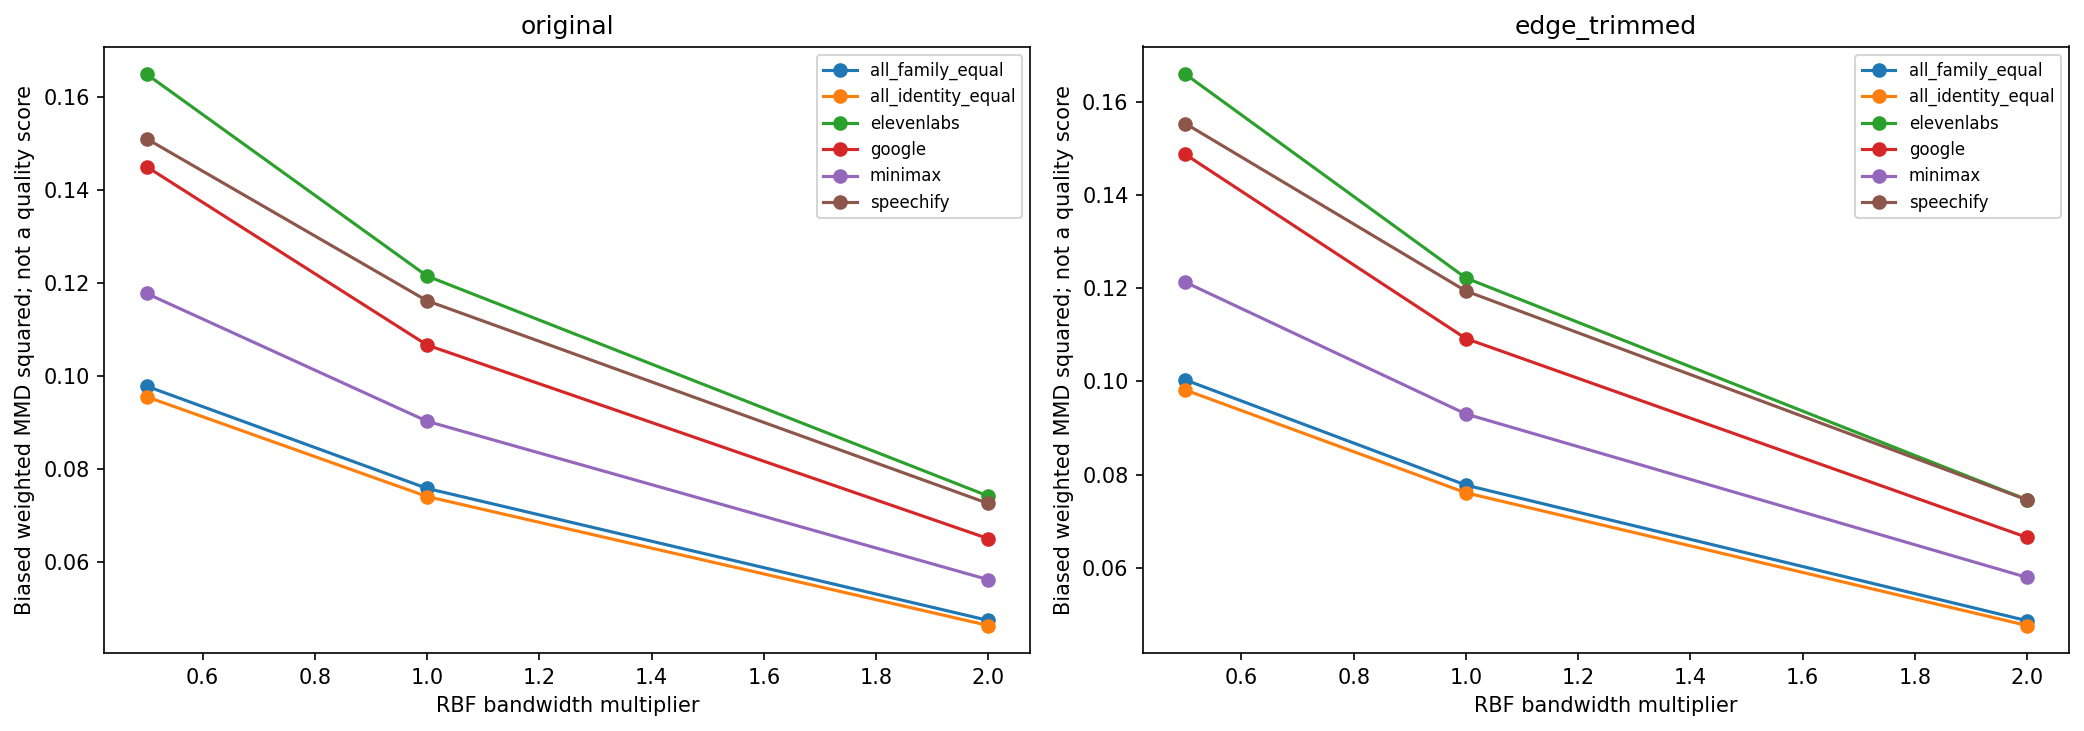 original
Biased weighted MMD squared; not a quality score
0.16
0.14
0.12
0.10
0.08
0.06
all_family_equal
all_identity_equal
elevenlabs
google
minimax
speechify
0.6 0.8 1.0 1.2 1.4 1.6 1.8 2.0
RBF bandwidth multiplier
edge_trimmed
Biased weighted MMD squared; not a quality score
0.16
0.14
0.12
0.10
0.08
0.06
all_family_equal
all_identity_equal
elevenlabs
google
minimax
speechify
0.6 0.8 1.0 1.2 1.4 1.6 1.8 2.0
RBF bandwidth multiplier